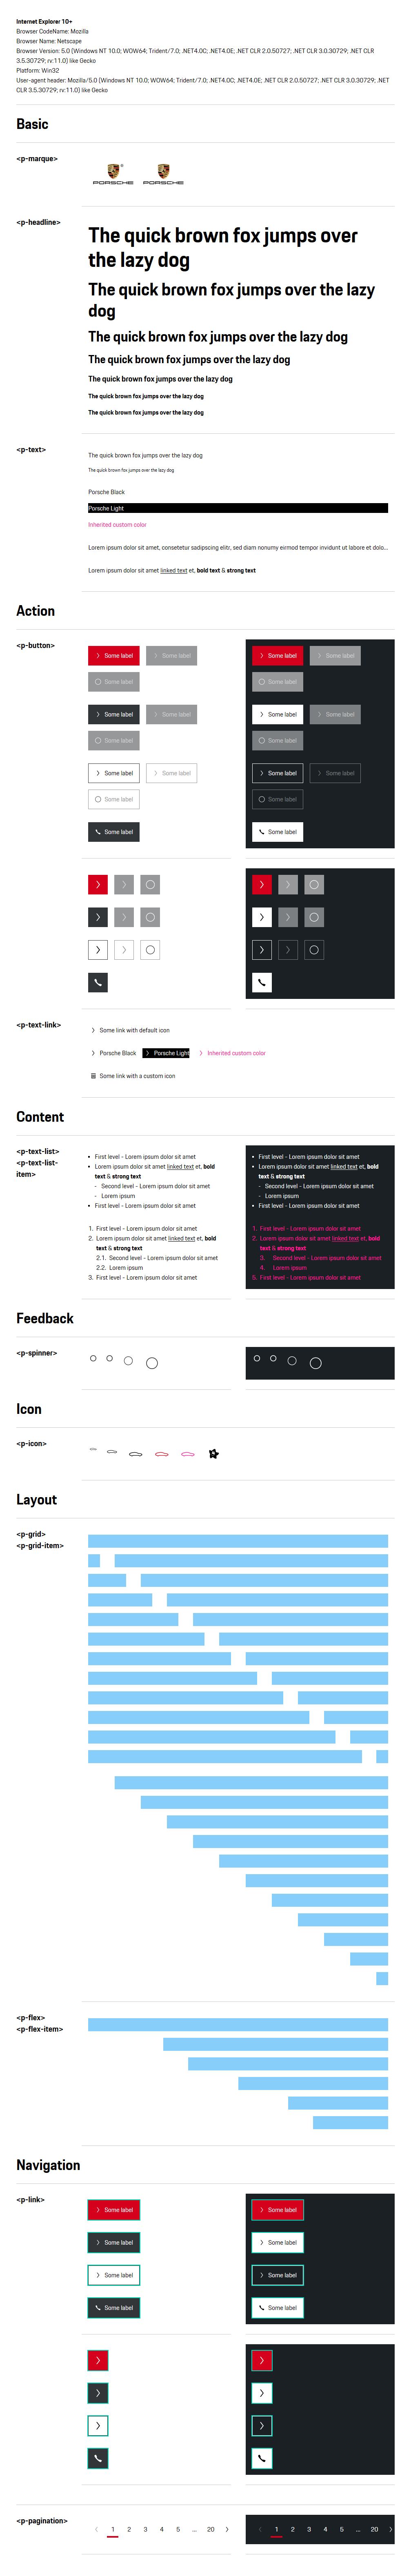 Internet Explorer 10+
Browser CodeName: Mozilla
Browser Name: Netscape
Browser Version: 5.0 (Windows NT 10.0; WOW64; Trident/7.0; .NET4.0C; .NET4.0E; .NET CLR 2.0.50727; .NET CLR 3.0.30729; .NET CLR
3.5.30729; rv:11.0) like Gecko
Platform: Win32
User-agent header: Mozilla/5.0 (Windows NT 10.0; WOW64; Trident/7.0; .NET4.0C; .NET4.0E; .NET CLR 2.0.50727; .NET CLR 3.0.30729; .NET
CLR 3.5.30729; rv:11.0) like Gecko
Basic
<p-marque>
PORSCHE PORSCHE
<p-headline>
The quick brown fox jumps over
the lazy dog
The quick brown fox jumps over the lazy
dog
The quick brown fox jumps over the lazy dog
The quick brown fox jumps over the lazy dog
The quick brown fox jumps over the lazy dog
The quick brown fox jumps over the lazy dog
The quick brown fox jumps over the lazy dog
<p-text>
The quick brown fox jumps over the lazy dog
The quick brown fox jumps over the lazy dog
Porsche Black
Porsche Light
Inherited custom color
Lorem ipsum dolor sit amet, consetetur sadipscing elitr, sed diam nonumy eirmod tempor invidunt ut labore et dolo...
Lorem ipsum dolor sit amet linked text et, bold text & strong text
Action
<p-button>
Some label Some label Some label Some label
Some label Some label
Some label Some label Some label Some label
Some label Some label
Some label Some label Some label Some label
Some label Some label
Some label Some label
<p-text-link>
Some link with default icon
Porsche Black Porsche Light Inherited custom color
Some link with a custom icon
Content
<p-text-list>
<p-text-list-
item>
• First level - Lorem ipsum dolor sit amet
• Lorem ipsum dolor sit amet linked text et, bold
text & strong text
- Second level - Lorem ipsum dolor sit amet
- Lorem ipsum
• First level - Lorem ipsum dolor sit amet
1. First level - Lorem ipsum dolor sit amet
2. Lorem ipsum dolor sit amet linked text et, bold
text & strong text
2.1. Second level - Lorem ipsum dolor sit amet
2.2. Lorem ipsum
3. First level - Lorem ipsum dolor sit amet
• First level - Lorem ipsum dolor sit amet
• Lorem ipsum dolor sit amet linked text et, bold
text & strong text
- Second level - Lorem ipsum dolor sit amet
- Lorem ipsum
• First level - Lorem ipsum dolor sit amet
1. First level - Lorem ipsum dolor sit amet
2. Lorem ipsum dolor sit amet linked text et, bold
text & strong text
3. Second level - Lorem ipsum dolor sit amet
4. Lorem ipsum
5. First level - Lorem ipsum dolor sit amet
Feedback
<p-spinner>
Icon
<p-icon>
Layout
<p-grid>
<p-grid-item>
<p-flex>
<p-flex-item>
Navigation
<p-link>
Some label Some label
Some label Some label
Some label Some label
Some label Some label
<p-pagination>
1 2 3 4 5 ... 20 1 2 3 4 5 ... 20